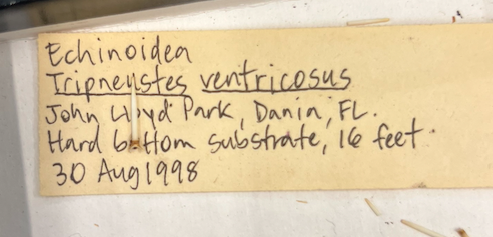 Echinoidea
Tripneustes ventricosus
John Lloyd Park, Dania, FL.
Hard bottom substrate, 16 feet.
30 Aug 1998